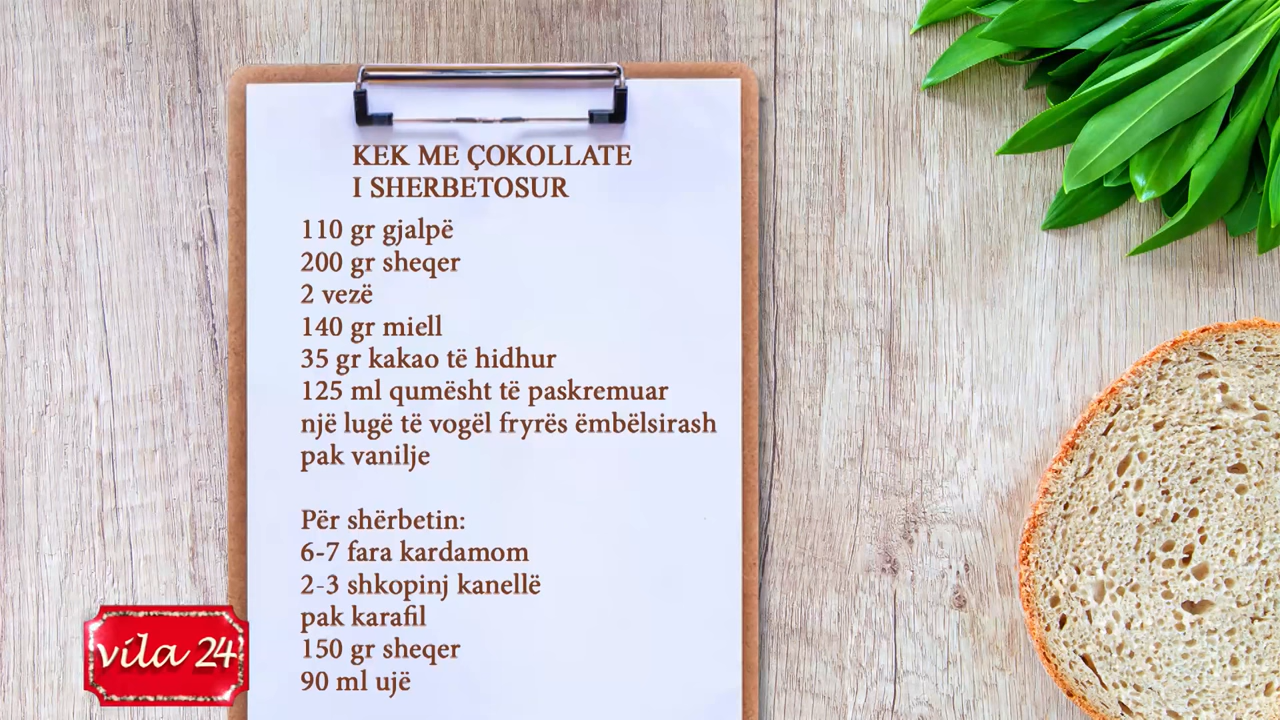 KEK ME ÇOKOLLATE
I SHERBETOSUR
110 gr gjalpë
200 gr sheqer
2 vezë
140 gr miell
35 gr kakao të hidhur
125 ml qumësht të paskremuar
një lugë të vogël fryrës ëmbëlsirash
pak vanilje
Për shërbetin:
6-7 fara kardamom
2-3 shkopinj kanellë
pak karafil
150 gr sheqer
90 ml ujë
vila 24